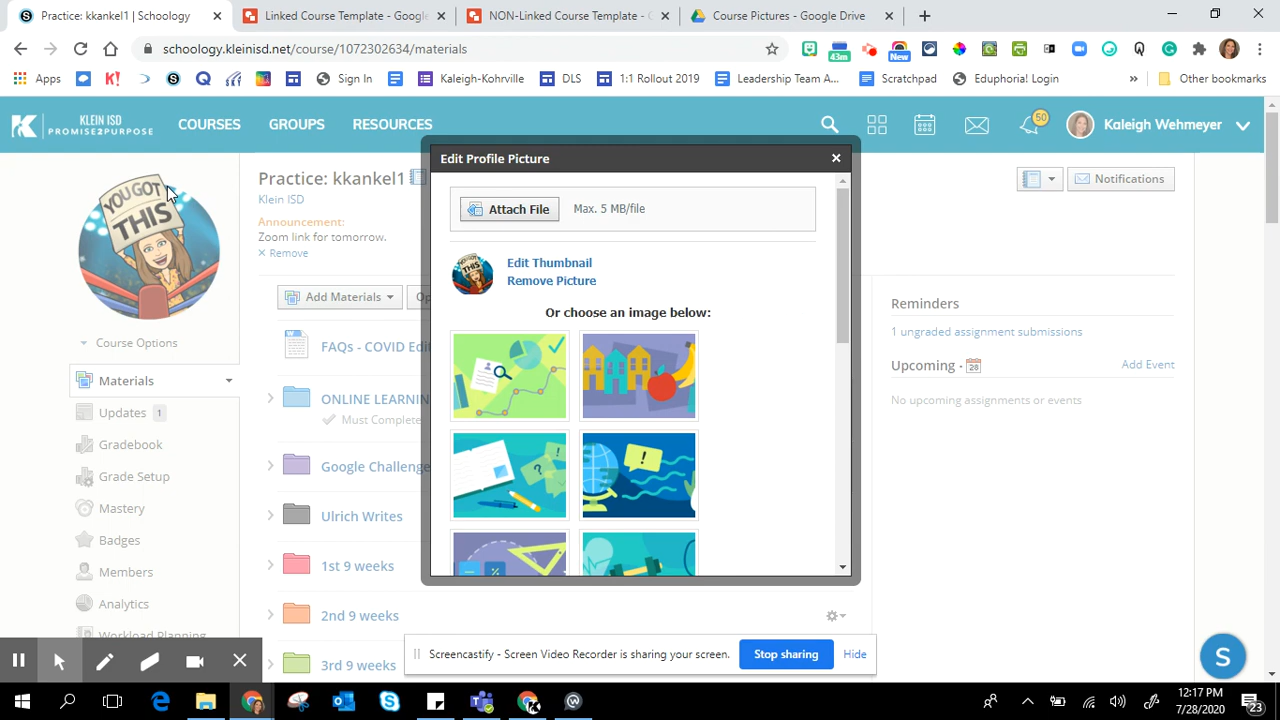 Practice: kkankel1 | Schoology
Linked Course Template - Google
NON-Linked Course Template - G
Course Pictures - Google Drive
schoology.kleinisd.net/course/1072302634/materials
43m
New
Apps
Sign In
Kaleigh-Kohrville
DLS
1:1 Rollout 2019
Leadership Team A...
Scratchpad
Eduphoria! Login
»
Other bookmarks
KLEIN ISD
PROMISE2PURPOSE
COURSES
GROUPS
RESOURCES
50
Kaleigh Wehmeyer
YOU GOT
THIS
Course Options
Materials
Updates 1
Gradebook
Grade Setup
Mastery
Badges
Members
Analytics
Workload Planning
Practice: kkankel1
Klein ISD
Announcement:
Zoom link for tomorrow.
× Remove
Add Materials
Op
FAQs - COVID Edi
ONLINE LEARNIN
Must Complete
Google Challenge
Ulrich Writes
1st 9 weeks
2nd 9 weeks
3rd 9 weeks
Edit Profile Picture
Attach File
Max. 5 MB/file
Edit Thumbnail
Remove Picture
Or choose an image below:
Notifications
Reminders
1 ungraded assignment submissions
Upcoming · 28
Add Event
No upcoming assignments or events
Screencastify - Screen Video Recorder is sharing your screen.
Stop sharing
Hide
S
12:17 PM
7/28/2020
23